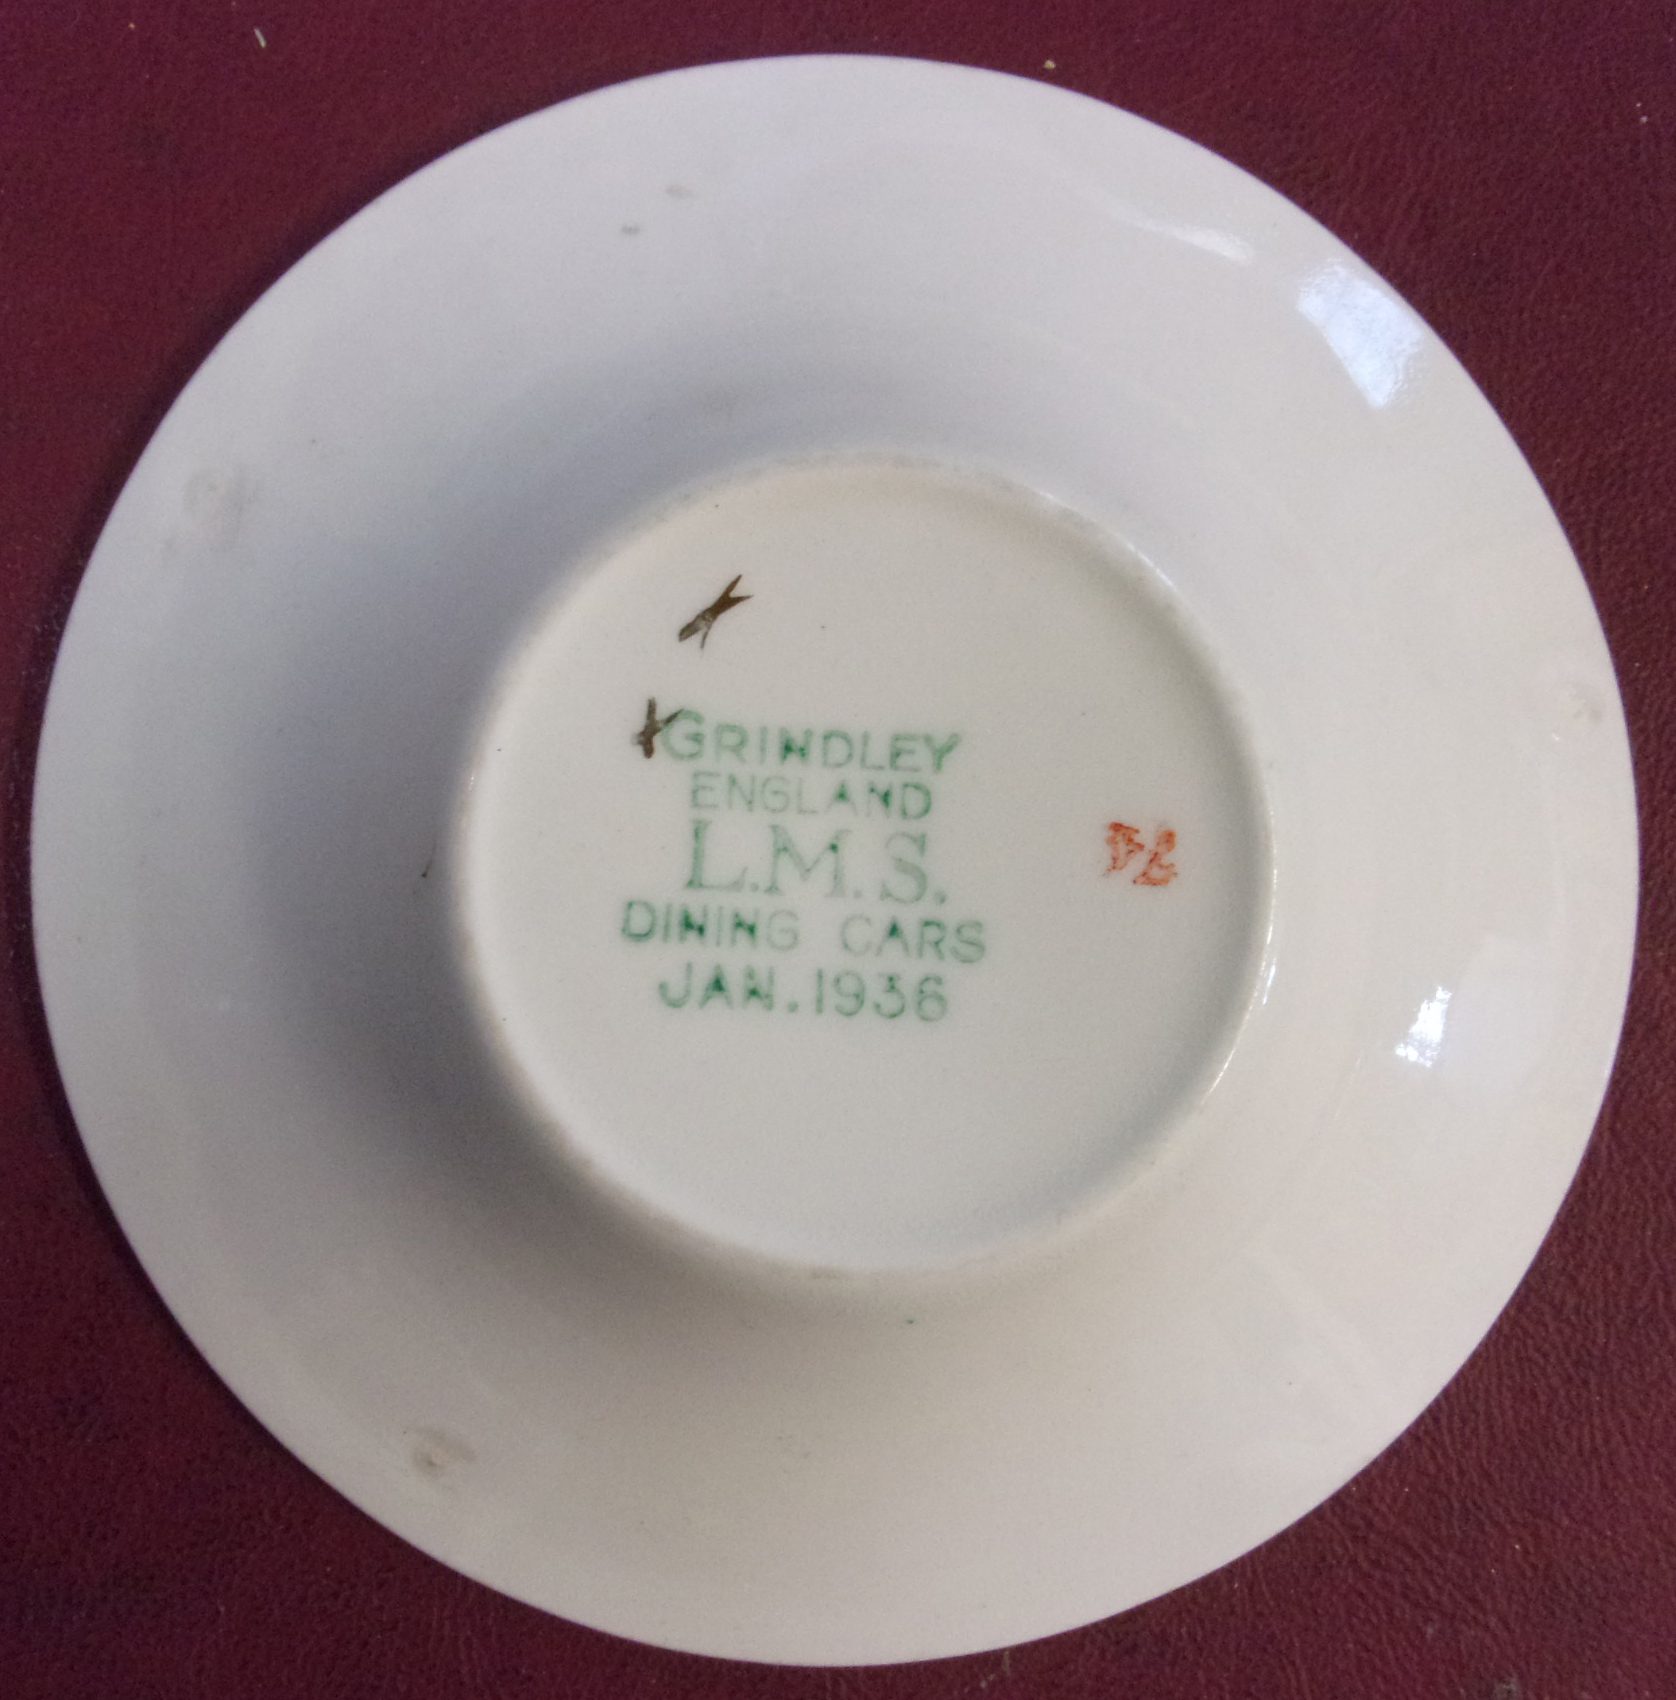 GRINDLEY
ENGLAND
L.M.S.
DINING CARS
JAN. 1936